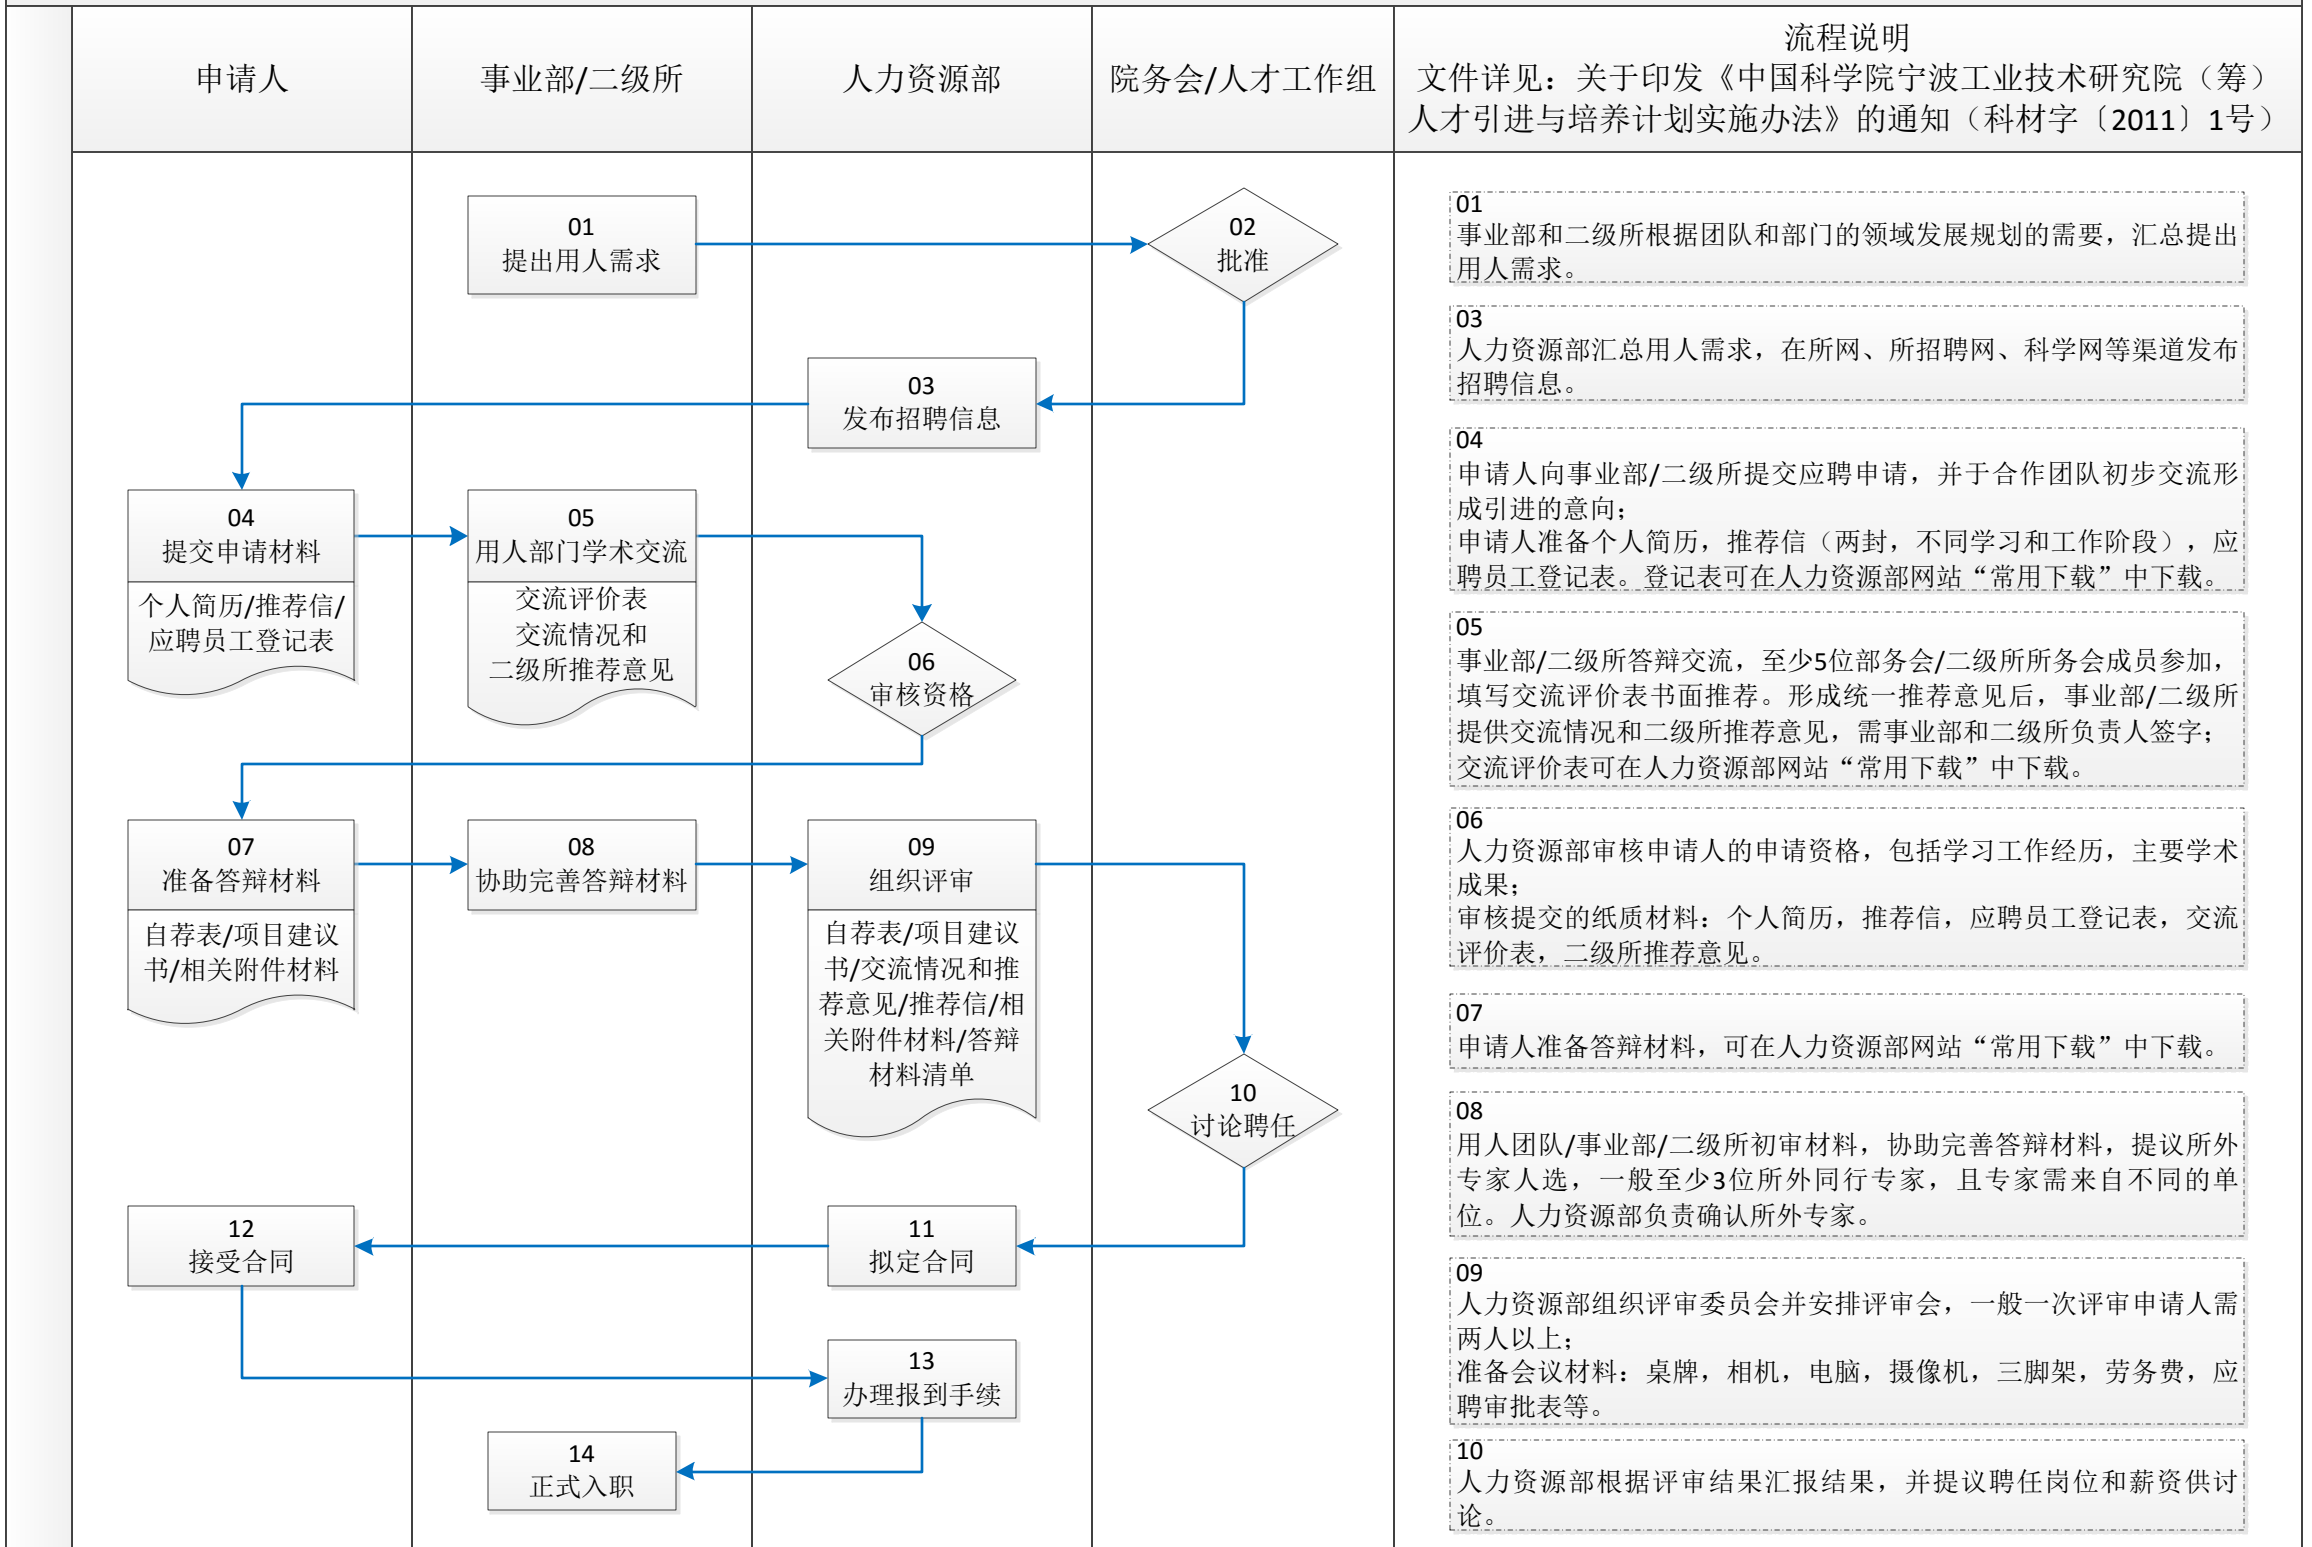 申请人
事业部/二级所
人力资源部
院务会/人才工作组
流程说明
文件详见：关于印发《中国科学院宁波工业技术研究院（筹）
人才引进与培养计划实施办法》的通知（科材字〔2011〕1号）
01
提出用人需求
02
批准
03
发布招聘信息
04
提交申请材料
个人简历/推荐信/
应聘员工登记表
05
用人部门学术交流
交流评价表
交流情况和
二级所推荐意见
06
审核资格
07
准备答辩材料
自荐表/项目建议
书/相关附件材料
08
协助完善答辩材料
09
组织评审
自荐表/项目建议
书/交流情况和推
荐意见/推荐信/相
关附件材料/答辩
材料清单
10
讨论聘任
11
拟定合同
12
接受合同
13
办理报到手续
14
正式入职
01
事业部和二级所根据团队和部门的领域发展规划的需要，汇总提出
用人需求。
03
人力资源部汇总用人需求，在所网、所招聘网、科学网等渠道发布
招聘信息。
04
申请人向事业部/二级所提交应聘申请，并于合作团队初步交流形
成引进的意向；
申请人准备个人简历，推荐信（两封，不同学习和工作阶段），应
聘员工登记表。登记表可在人力资源部网站“常用下载”中下载。
05
事业部/二级所答辩交流，至少5位部务会/二级所所务会成员参加，
填写交流评价表书面推荐。形成统一推荐意见后，事业部/二级所
提供交流情况和二级所推荐意见，需事业部和二级所负责人签字；
交流评价表可在人力资源部网站“常用下载”中下载。
06
人力资源部审核申请人的申请资格，包括学习工作经历，主要学术
成果；
审核提交的纸质材料：个人简历，推荐信，应聘员工登记表，交流
评价表，二级所推荐意见。
07
申请人准备答辩材料，可在人力资源部网站“常用下载”中下载。
08
用人团队/事业部/二级所初审材料，协助完善答辩材料，提议所外
专家人选，一般至少3位所外同行专家，且专家需来自不同的单
位。人力资源部负责确认所外专家。
09
人力资源部组织评审委员会并安排评审会，一般一次评审申请人需
两人以上；
准备会议材料：桌牌，相机，电脑，摄像机，三脚架，劳务费，应
聘审批表等。
10
人力资源部根据评审结果汇报结果，并提议聘任岗位和薪资供讨
论。